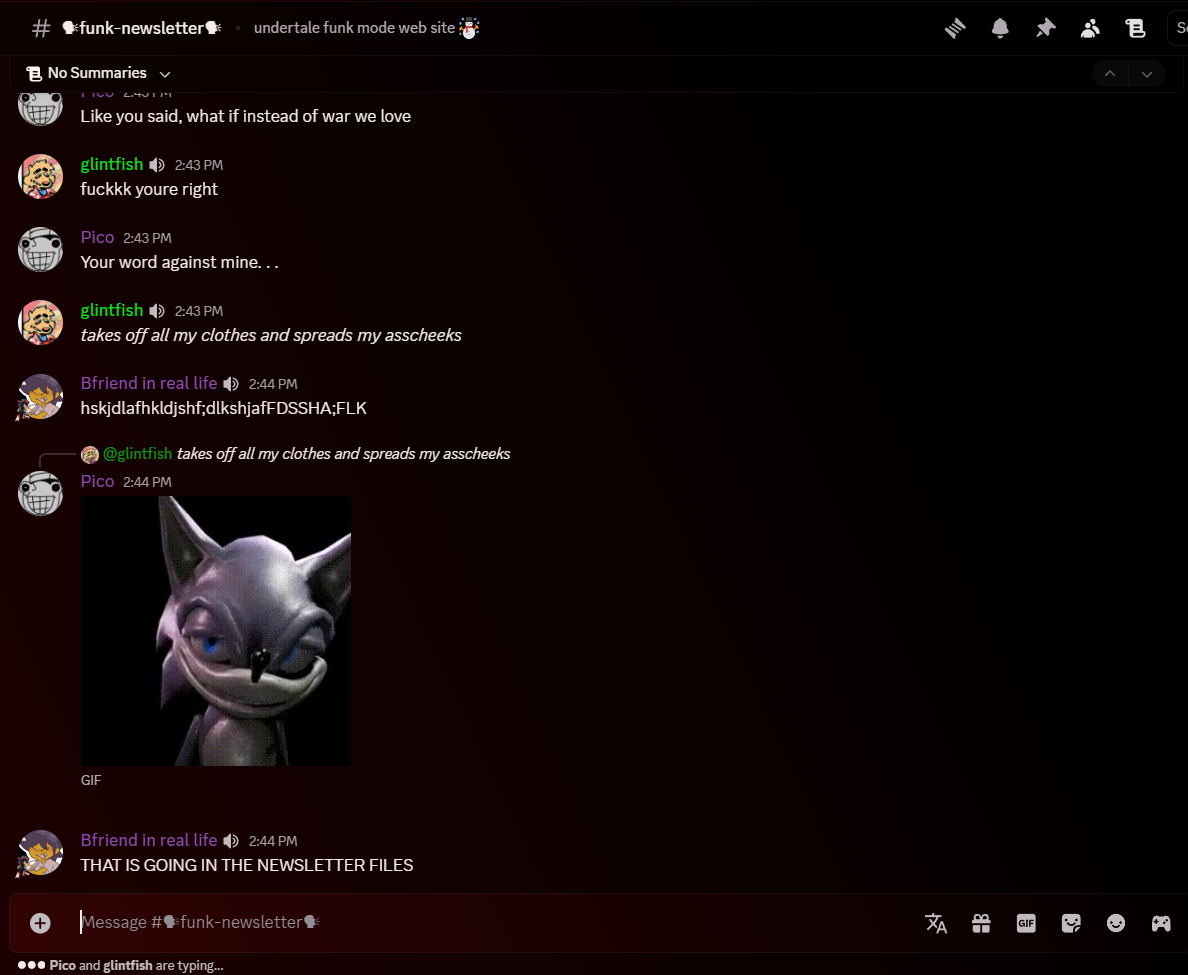 # 🗣funk-newsletter🗣 • undertale funk mode web site ⛄ Se
No Summaries
Pico 2:43 PM
Like you said, what if instead of war we love
glintfish 2:43 PM
fuckkk youre right
Pico 2:43 PM
Your word against mine. . .
glintfish 2:43 PM
takes off all my clothes and spreads my asscheeks
Bfriend in real life 2:44 PM
hskjdlafhkldjshf;dlkshjafFDSSHA;FLK
@glintfish takes off all my clothes and spreads my asscheeks
Pico 2:44 PM
GIF
Bfriend in real life 2:44 PM
THAT IS GOING IN THE NEWSLETTER FILES
Message #🗣funk-newsletter🗣 GIF
Pico and glintfish are typing...